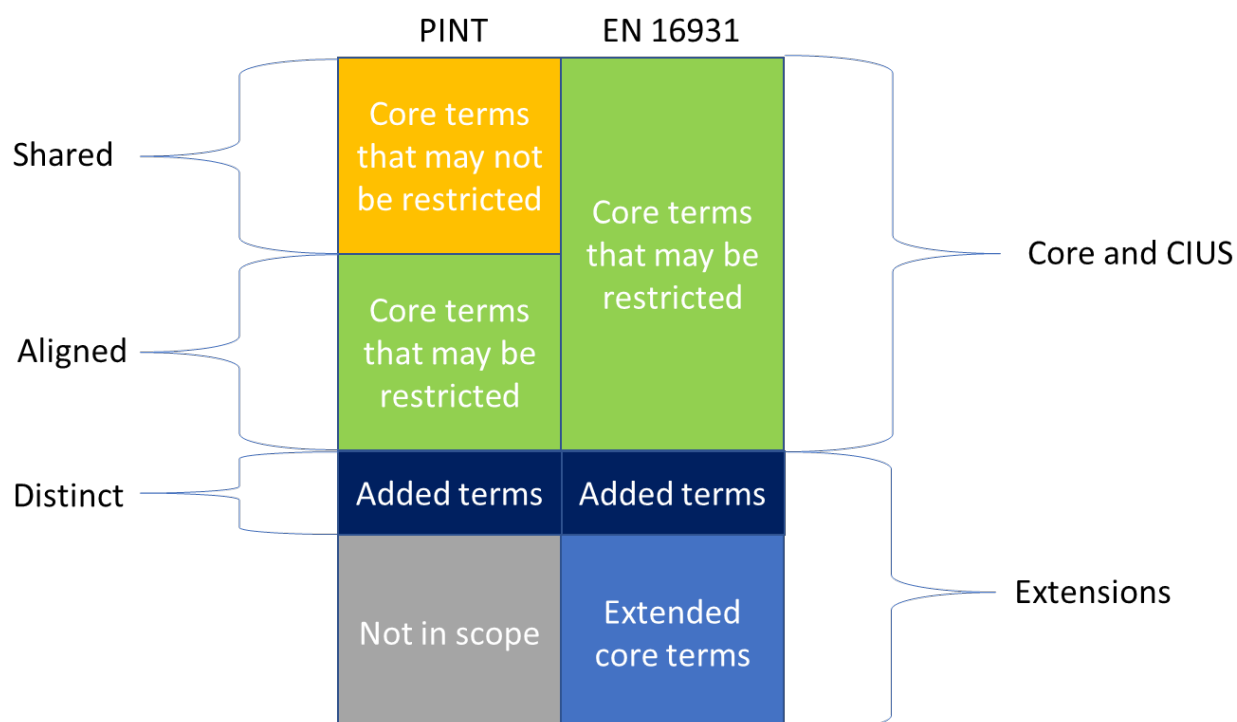 PINT
EN 16931
Shared
Core terms
that may not
be restricted
Core terms
that may be
restricted
Core and CIUS
Aligned
Core terms
that may be
restricted
Distinct
Added terms
Added terms
Not in scope
Extended
core terms
Extensions